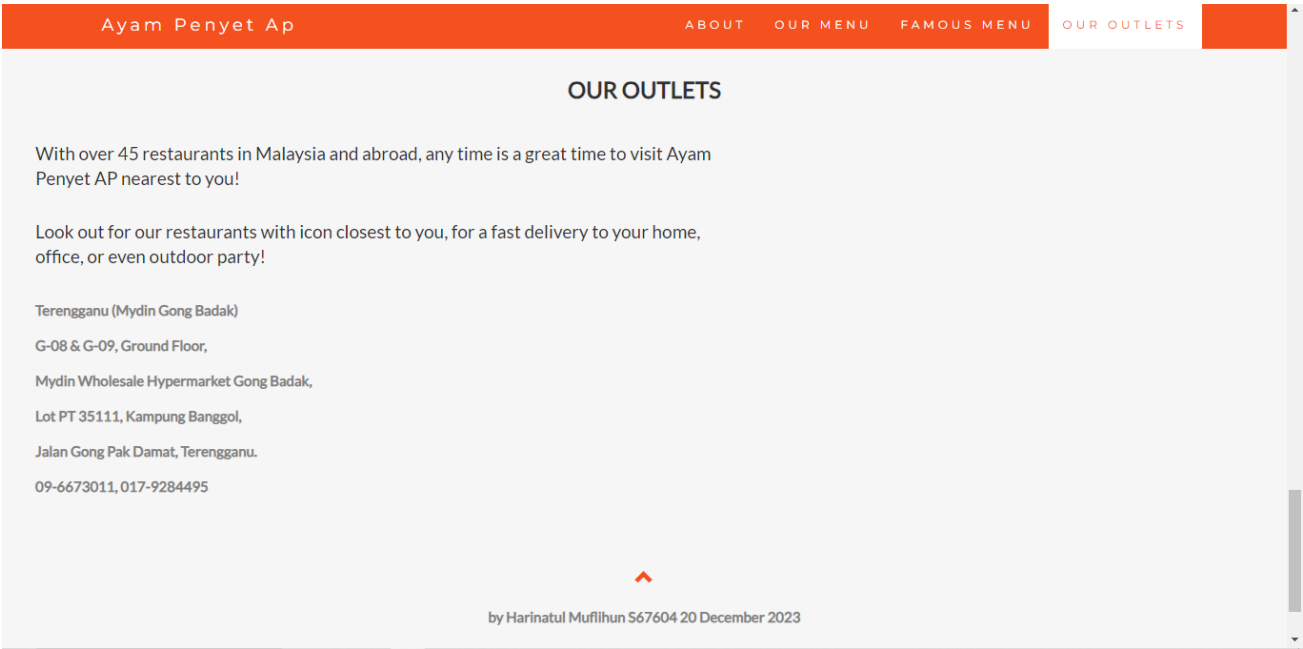 Ayam Penyet Ap
ABOUT OUR MENU FAMOUS MENU OUR OUTLETS
OUR OUTLETS
With over 45 restaurants in Malaysia and abroad, any time is a great time to visit Ayam
Penyet AP nearest to you!
Look out for our restaurants with icon closest to you, for a fast delivery to your home,
office, or even outdoor party!
Terengganu (Mydin Gong Badak)
G-08 & G-09, Ground Floor,
Mydin Wholesale Hypermarket Gong Badak,
Lot PT 35111, Kampung Banggol,
Jalan Gong Pak Damat, Terengganu.
09-6673011, 017-9284495
by Harinatul Muflihun S67604 20 December 2023